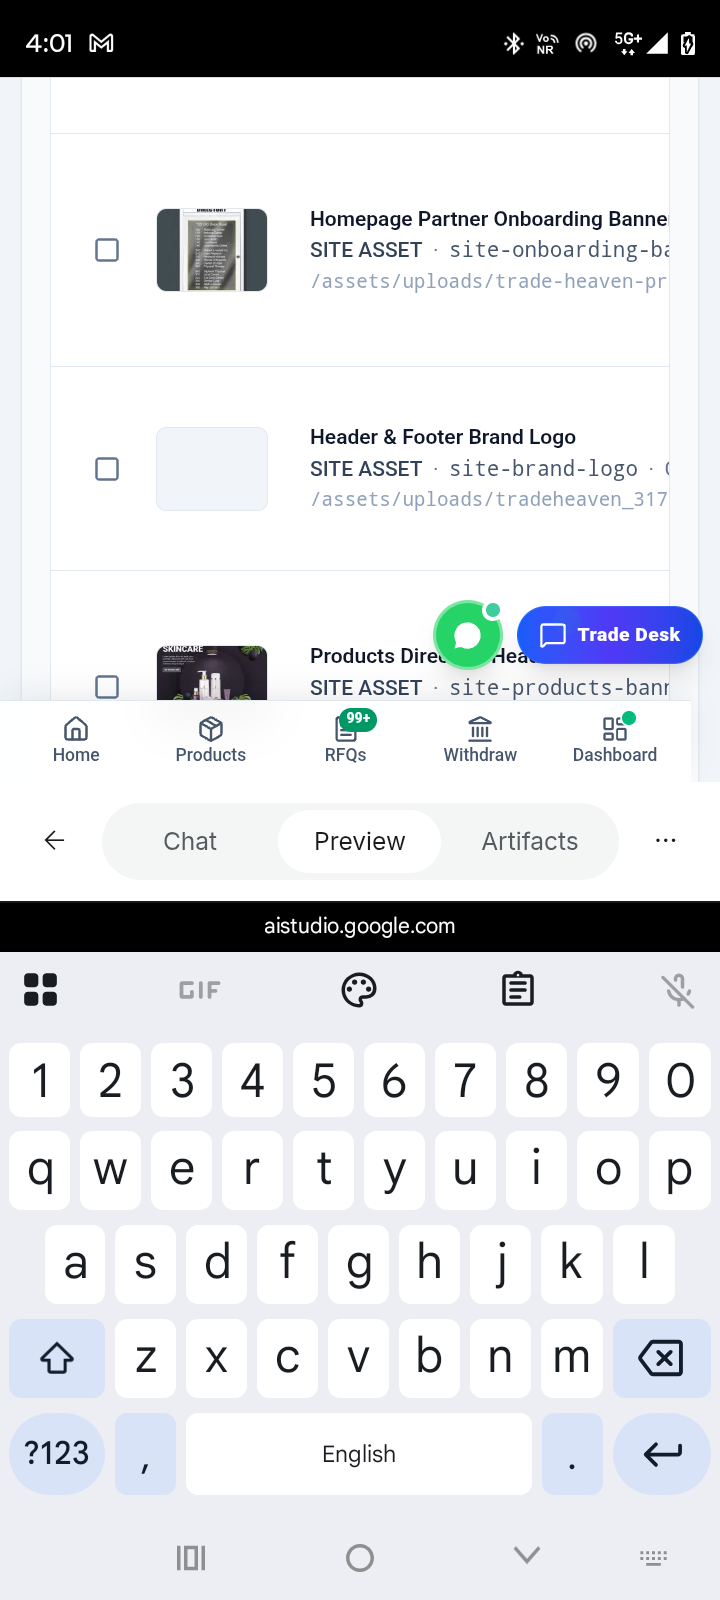 4:01
Vo
NR
5G+
Homepage Partner Onboarding Banne
SITE ASSET · site-onboarding-ba
/assets/uploads/trade-heaven-pr
Header & Footer Brand Logo
SITE ASSET · site-brand-logo ·
/assets/uploads/tradeheaven_317
SKINCARE
Products Direc
Hea
SITE ASSET · site-products-bann
Trade Desk
99+
Home
Products
RFQs
Withdraw
Dashboard
Chat
Preview
Artifacts
aistudio.google.com
GIF
1 2 3 4 5 6 7 8 9 0
q w e r t y u i o p
a s d f g h j k l
z x c v b n m
?123 , English .